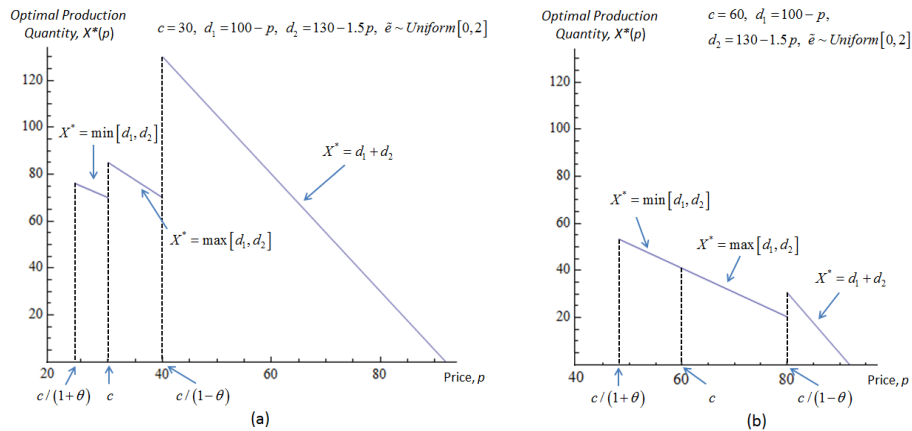 Optimal Production
Quantity, X*(p)
c = 30, d₁ = 100 − p, d₂ = 130 − 1.5p, ẽ ~ Uniform[0, 2]
120
100
80
60
40
20
X* = min[d₁, d₂]
X* = max[d₁, d₂]
X* = d₁ + d₂
20
40
60
80
Price, p
c/(1+θ)
c
c/(1−θ)
(a)
Optimal Production
Quantity, X*(p)
c = 60, d₁ = 100 − p,
d₂ = 130 − 1.5p, ẽ ~ Uniform[0, 2]
120
100
80
60
40
20
X* = min[d₁, d₂]
X* = max[d₁, d₂]
X* = d₁ + d₂
40
60
80
Price, p
c/(1+θ)
c
c/(1−θ)
(b)